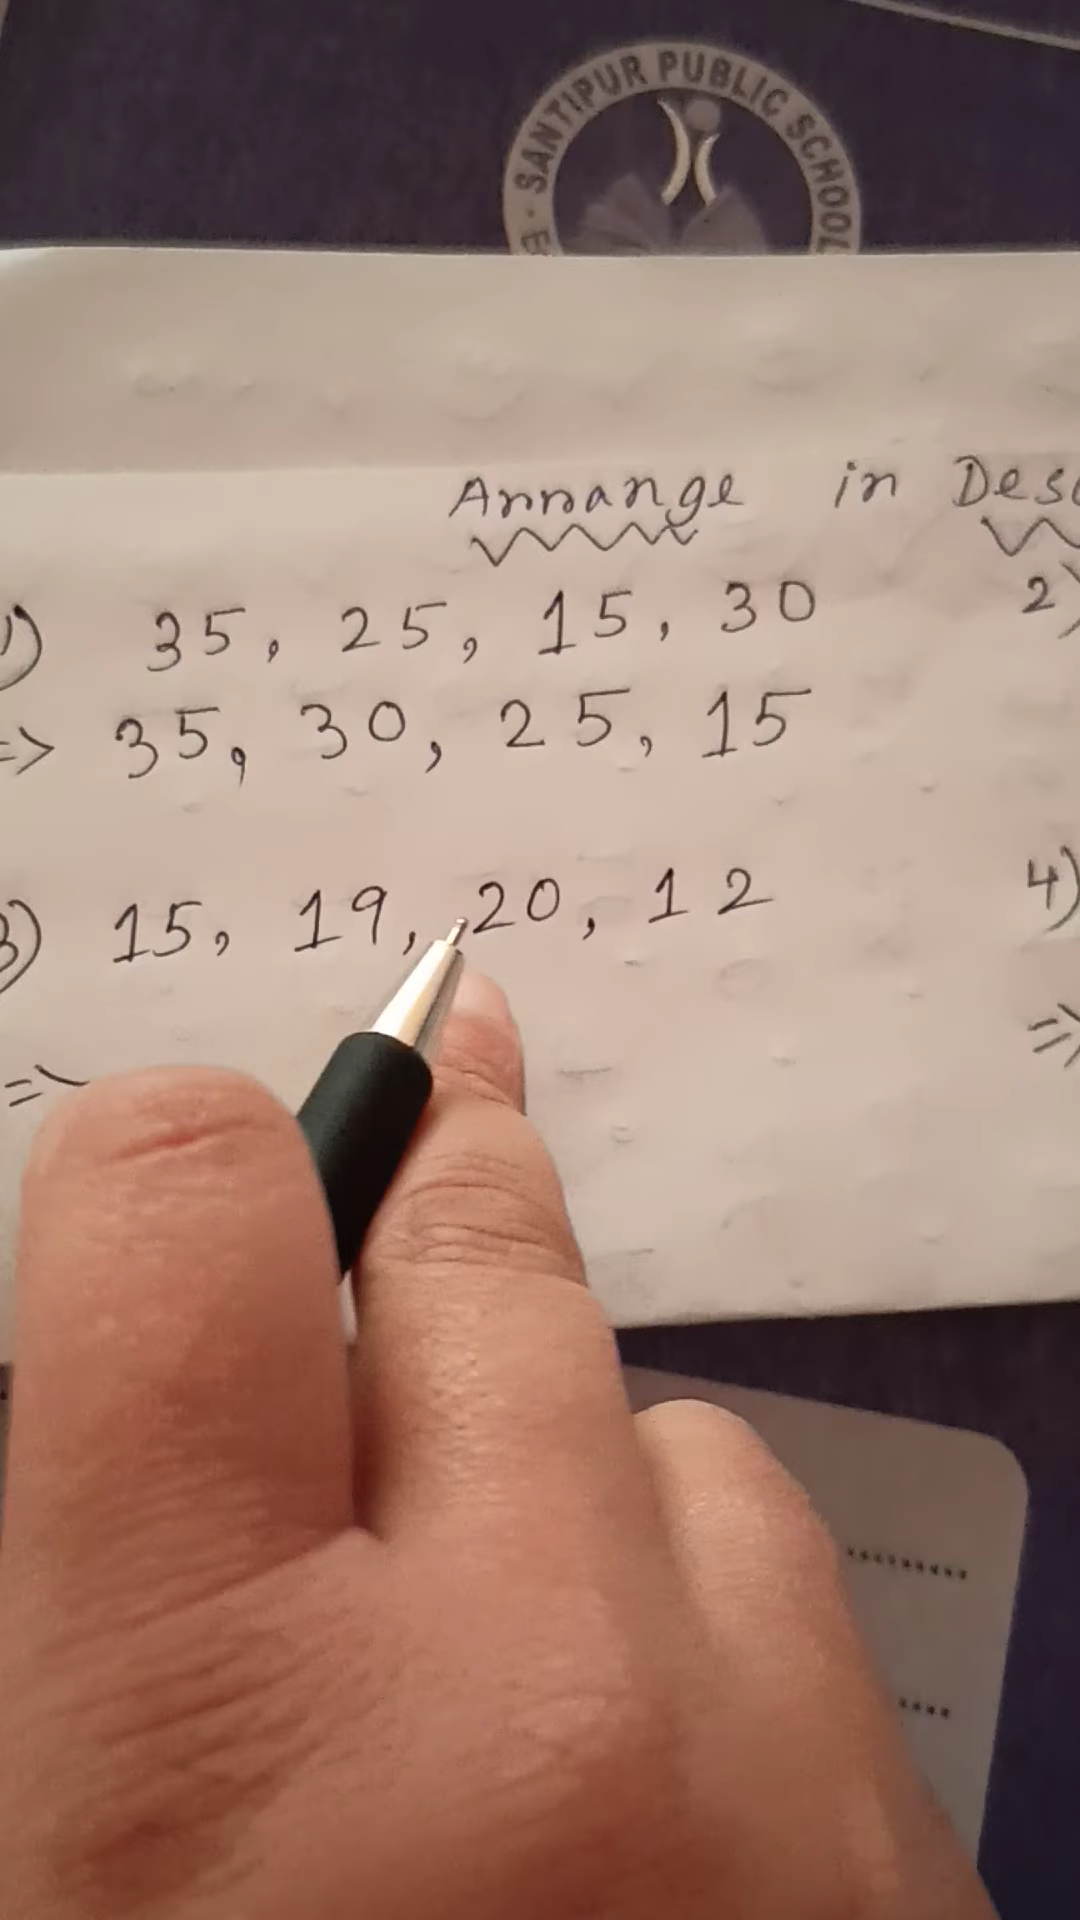 SANTIPUR PUBLIC SCHOOL
Arrange in Desc
1) 35, 25, 15, 30
2)
=> 35, 30, 25, 15
3) 15, 19, 20, 12
4)
=>
=>